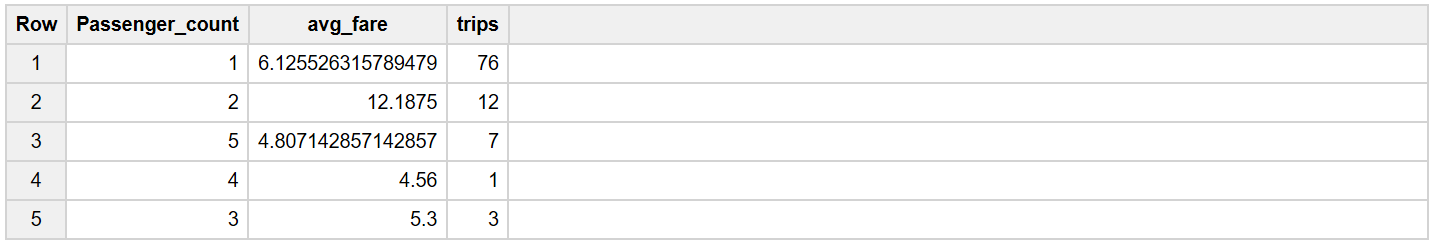 Row Passenger_count avg_fare trips
1 1 6.125526315789479 76
2 2 12.1875 12
3 5 4.807142857142857 7
4 4 4.56 1
5 3 5.3 3